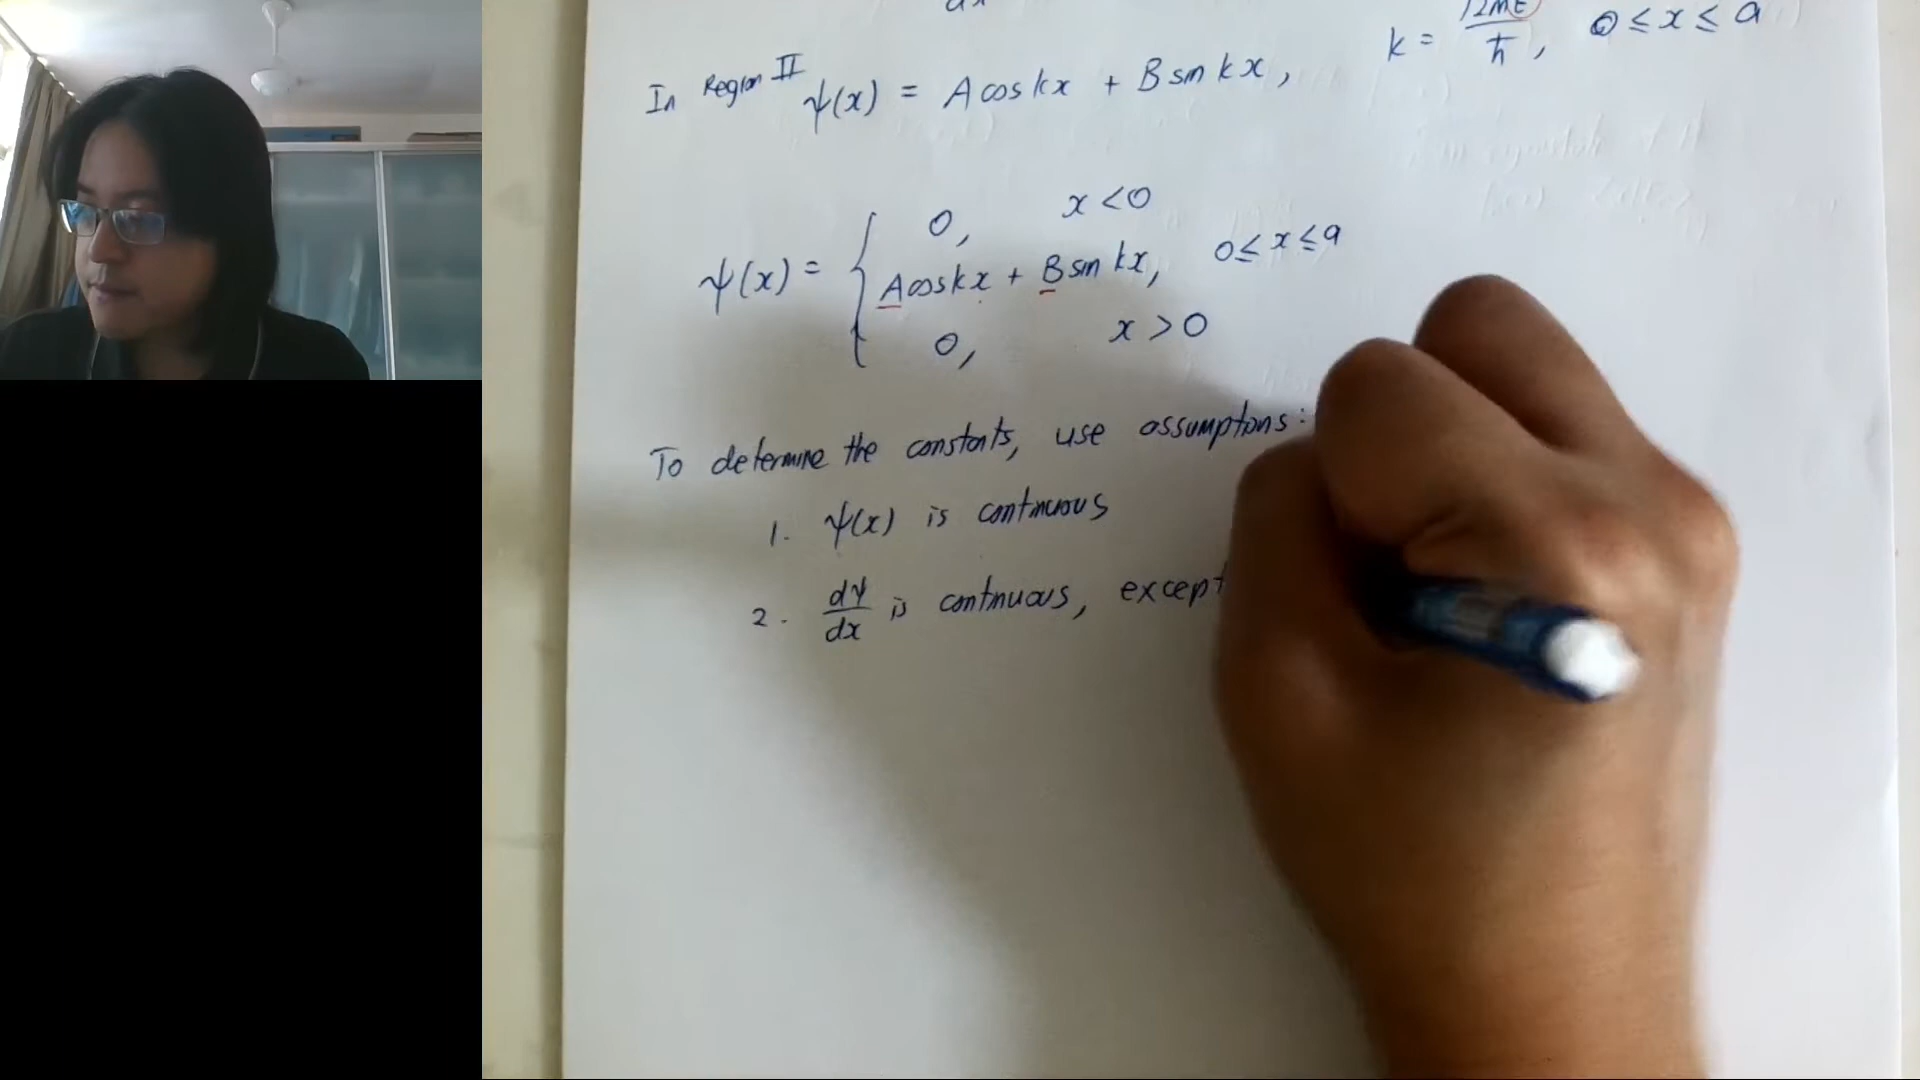 dx
In Region II ψ(x) = A cos kx + B sin kx, k = √2mE / ħ, 0 ≤ x ≤ a
0, x < 0
ψ(x) = { A cos kx + B sin kx, 0 ≤ x ≤ a
0, x > 0
To determine the constants, use assumptions:
1. ψ(x) is continuous
2. dψ/dx is continuous, except